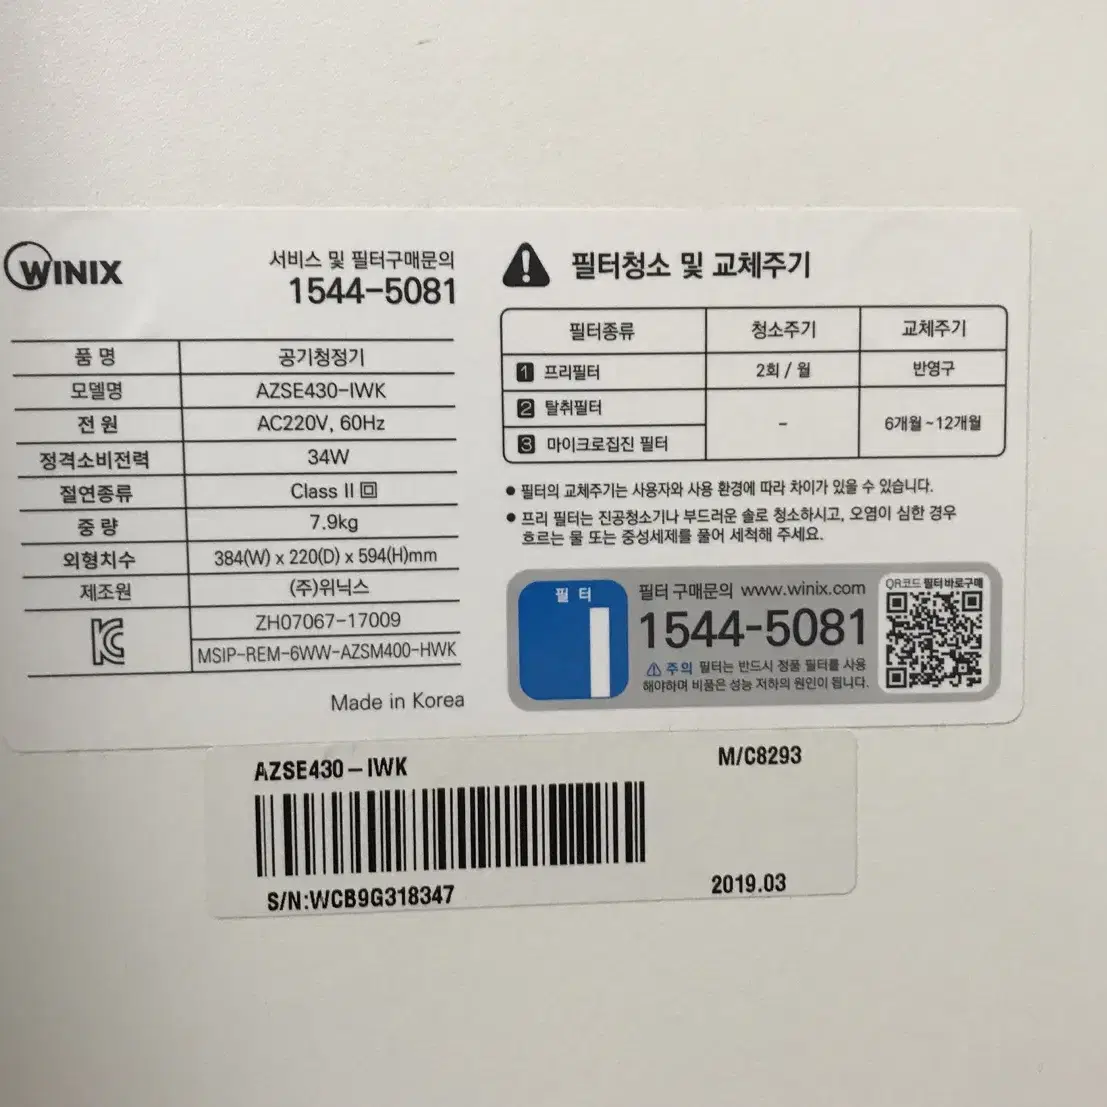 WINIX
서비스 및 필터구매문의
1544-5081
품 명 공기청정기
모델명 AZSE430-IWK
전 원 AC220V, 60Hz
정격소비전력 34W
절연종류 Class II
중 량 7.9kg
외형치수 384(W) x 220(D) x 594(H)mm
제조원 (주)위닉스
ZH07067-17009
MSIP-REM-6WW-AZSM400-HWK
Made in Korea
필터청소 및 교체주기
필터종류 청소주기 교체주기
1 프리필터 2회 / 월 반영구
2 탈취필터
- 6개월 ~ 12개월
3 마이크로집진 필터
● 필터의 교체주기는 사용자와 사용 환경에 따라 차이가 있을 수 있습니다.
● 프리 필터는 진공청소기나 부드러운 솔로 청소하시고, 오염이 심한 경우
흐르는 물 또는 중성세제를 풀어 세척해 주세요.
필 터
필터 구매문의 www.winix.com
1544-5081
주의 필터는 반드시 정품 필터를 사용
해야하며 비품은 성능 저하의 원인이 됩니다.
QR코드 필터바로구매
AZSE430-IWK M/C8293
S/N:WCB9G318347 2019.03